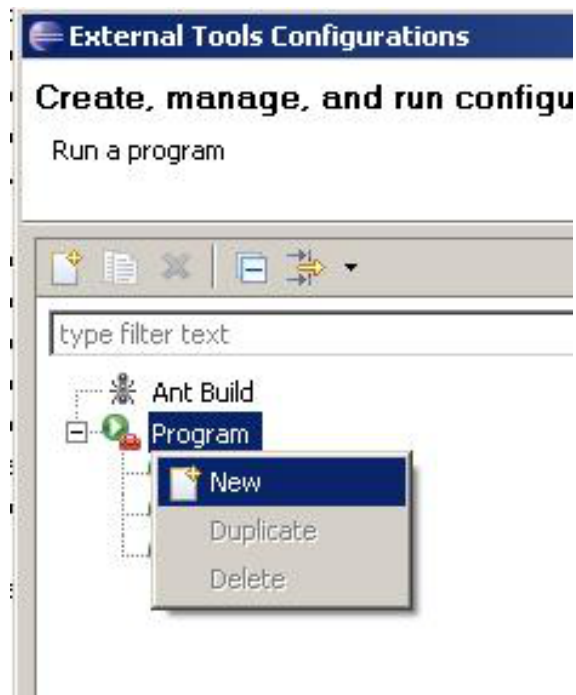 External Tools Configurations
Create, manage, and run configu
Run a program
type filter text
Ant Build
Program
New
Duplicate
Delete